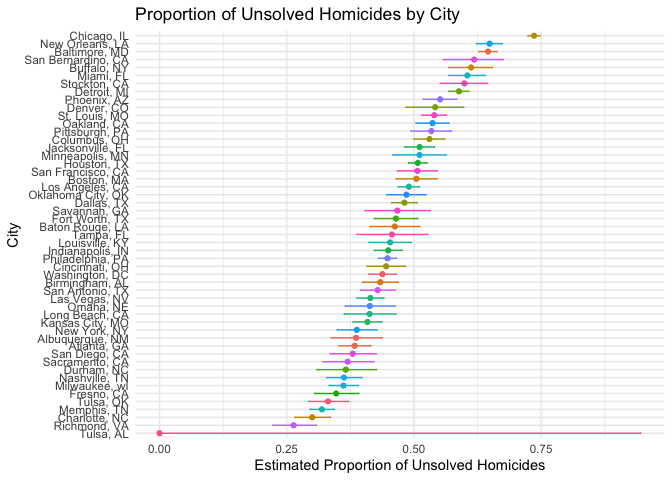 Proportion of Unsolved Homicides by City
Chicago, IL
New Orleans, LA
Baltimore, MD
San Bernardino, CA
Buffalo, NY
Miami, FL
Stockton, CA
Detroit, MI
Phoenix, AZ
Denver, CO
St. Louis, MO
Oakland, CA
Pittsburgh, PA
Columbus, OH
Jacksonville, FL
Minneapolis, MN
Houston, TX
San Francisco, CA
Boston, MA
Los Angeles, CA
Oklahoma City, OK
Dallas, TX
Savannah, GA
Fort Worth, TX
Baton Rouge, LA
Tampa, FL
Louisville, KY
Indianapolis, IN
Philadelphia, PA
Cincinnati, OH
Washington, DC
Birmingham, AL
San Antonio, TX
Las Vegas, NV
Omaha, NE
Long Beach, CA
Kansas City, MO
New York, NY
Albuquerque, NM
Atlanta, GA
San Diego, CA
Sacramento, CA
Durham, NC
Nashville, TN
Milwaukee, wI
Fresno, CA
Tulsa, OK
Memphis, TN
Charlotte, NC
Richmond, VA
Tulsa, AL
City
0.00 0.25 0.50 0.75
Estimated Proportion of Unsolved Homicides